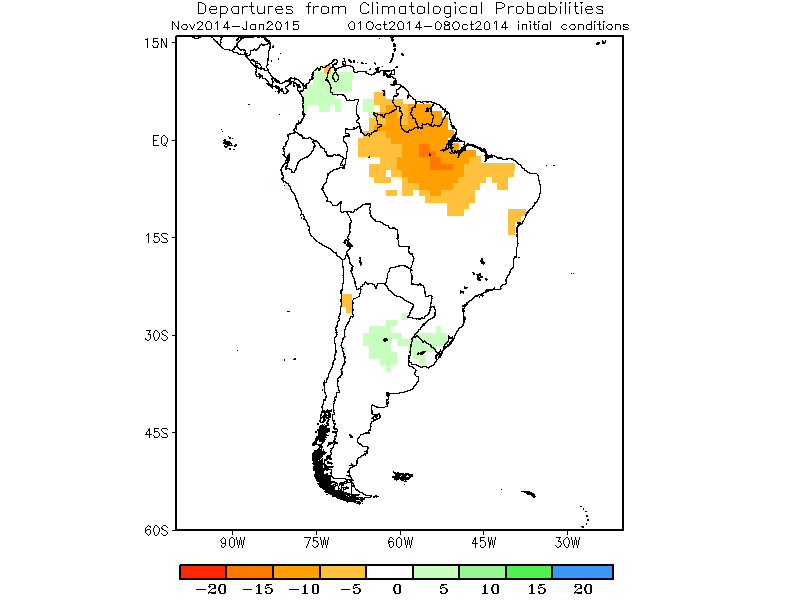 Departures from Climatological Probabilities
Nov2014-Jan2015 01Oct2014-08Oct2014 initial conditions
15N
EQ
15S
30S
45S
60S
90W 75W 60W 45W 30W
-20 -15 -10 -5 0 5 10 15 20